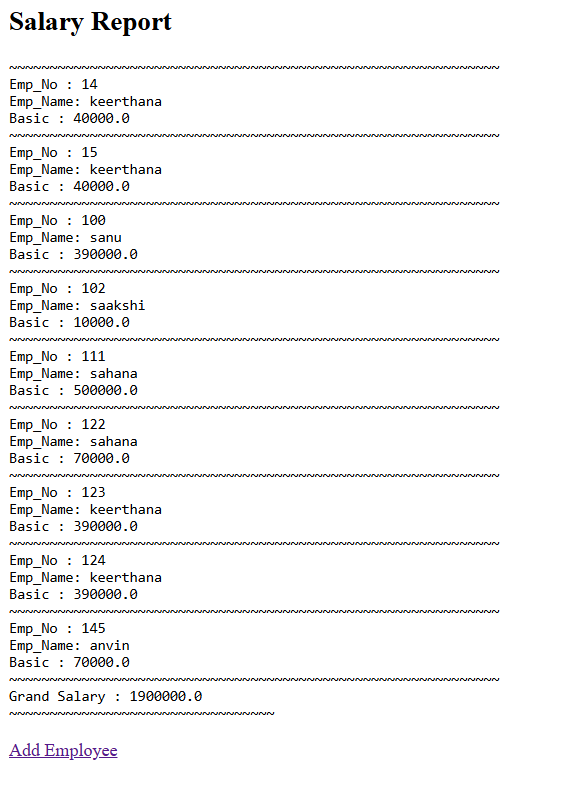 Salary Report
~~~~~~~~~~~~~~~~~~~~~~~~~~~~~~~~~~~~~~~~~~~~~~~~~~~~~~~~~~~~~
Emp_No : 14
Emp_Name: keerthana
Basic : 40000.0
~~~~~~~~~~~~~~~~~~~~~~~~~~~~~~~~~~~~~~~~~~~~~~~~~~~~~~~~~~~~~
Emp_No : 15
Emp_Name: keerthana
Basic : 40000.0
~~~~~~~~~~~~~~~~~~~~~~~~~~~~~~~~~~~~~~~~~~~~~~~~~~~~~~~~~~~~~
Emp_No : 100
Emp_Name: sanu
Basic : 390000.0
~~~~~~~~~~~~~~~~~~~~~~~~~~~~~~~~~~~~~~~~~~~~~~~~~~~~~~~~~~~~~
Emp_No : 102
Emp_Name: saakshi
Basic : 10000.0
~~~~~~~~~~~~~~~~~~~~~~~~~~~~~~~~~~~~~~~~~~~~~~~~~~~~~~~~~~~~~
Emp_No : 111
Emp_Name: sahana
Basic : 500000.0
~~~~~~~~~~~~~~~~~~~~~~~~~~~~~~~~~~~~~~~~~~~~~~~~~~~~~~~~~~~~~
Emp_No : 122
Emp_Name: sahana
Basic : 70000.0
~~~~~~~~~~~~~~~~~~~~~~~~~~~~~~~~~~~~~~~~~~~~~~~~~~~~~~~~~~~~~
Emp_No : 123
Emp_Name: keerthana
Basic : 390000.0
~~~~~~~~~~~~~~~~~~~~~~~~~~~~~~~~~~~~~~~~~~~~~~~~~~~~~~~~~~~~~
Emp_No : 124
Emp_Name: keerthana
Basic : 390000.0
~~~~~~~~~~~~~~~~~~~~~~~~~~~~~~~~~~~~~~~~~~~~~~~~~~~~~~~~~~~~~
Emp_No : 145
Emp_Name: anvin
Basic : 70000.0
~~~~~~~~~~~~~~~~~~~~~~~~~~~~~~~~~~~~~~~~~~~~~~~~~~~~~~~~~~~~~
Grand Salary : 1900000.0
~~~~~~~~~~~~~~~~~~~~~~~~~~~~~~~~~
Add Employee